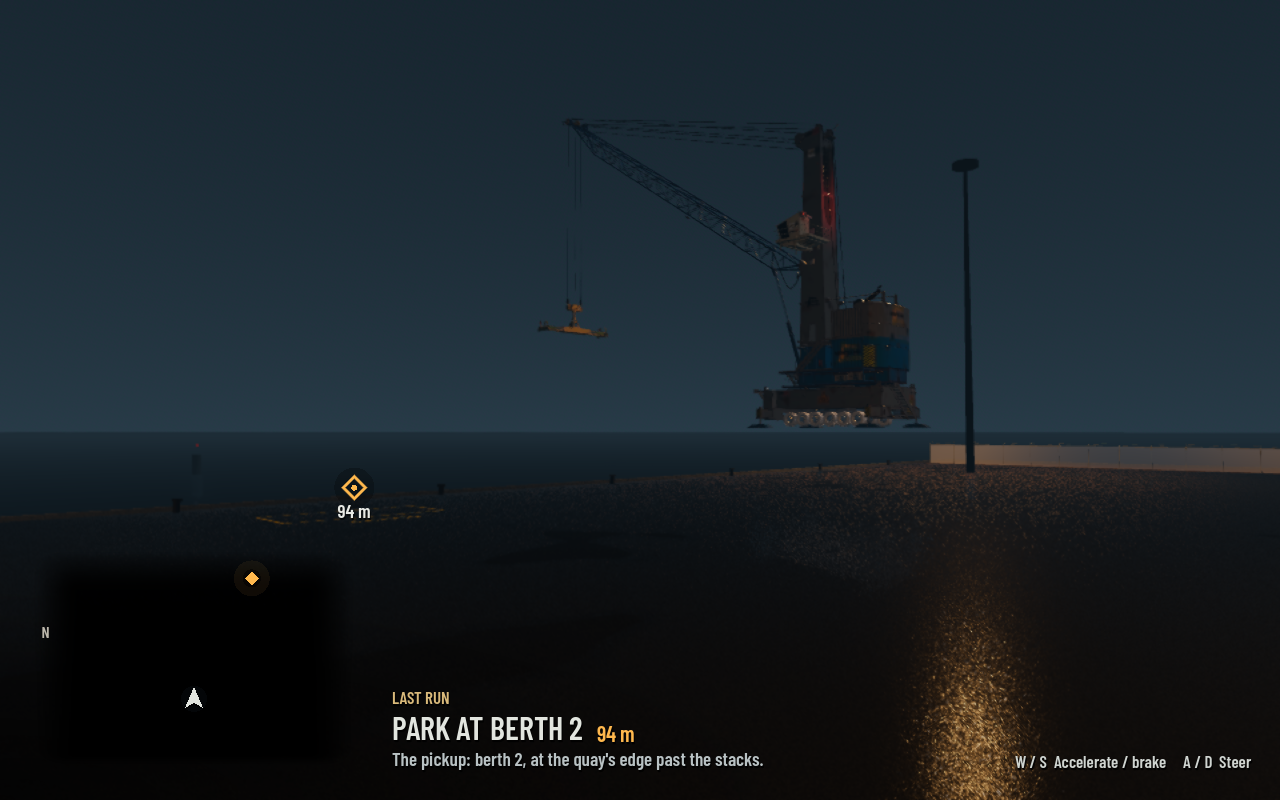 94 m
N
LAST RUN
PARK AT BERTH 2 94 m
The pickup: berth 2, at the quay's edge past the stacks.
W / S Accelerate / brake A / D Steer